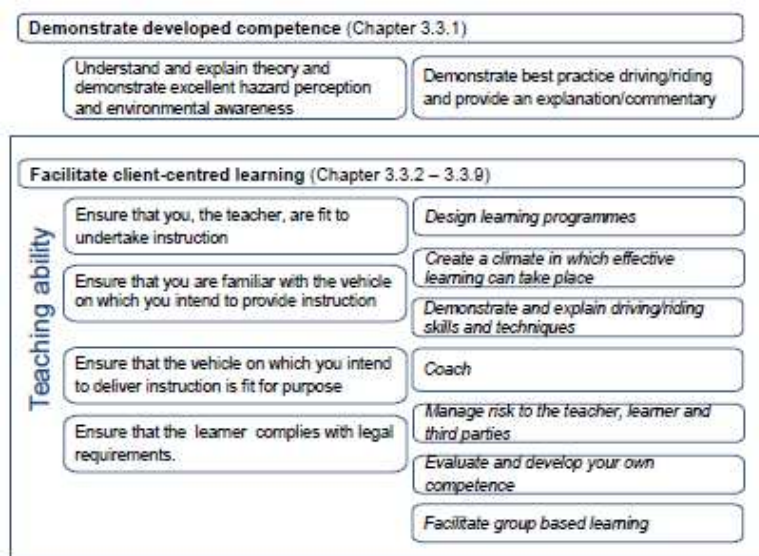 Demonstrate developed competence (Chapter 3.3.1)
Understand and explain theory and
demonstrate excellent hazard perception
and environmental awareness
Demonstrate best practice driving/riding
and provide an explanation/commentary
Facilitate client-centred learning (Chapter 3.3.2 – 3.3.9)
Teaching ability
Ensure that you, the teacher, are fit to
undertake instruction
Ensure that you are familiar with the vehicle
on which you intend to provide instruction
Ensure that the vehicle on which you intend
to deliver instruction is fit for purpose
Ensure that the learner complies with legal
requirements.
Design learning programmes
Create a climate in which effective
learning can take place
Demonstrate and explain driving/riding
skills and techniques
Coach
Manage risk to the teacher, learner and
third parties
Evaluate and develop your own
competence
Facilitate group based learning